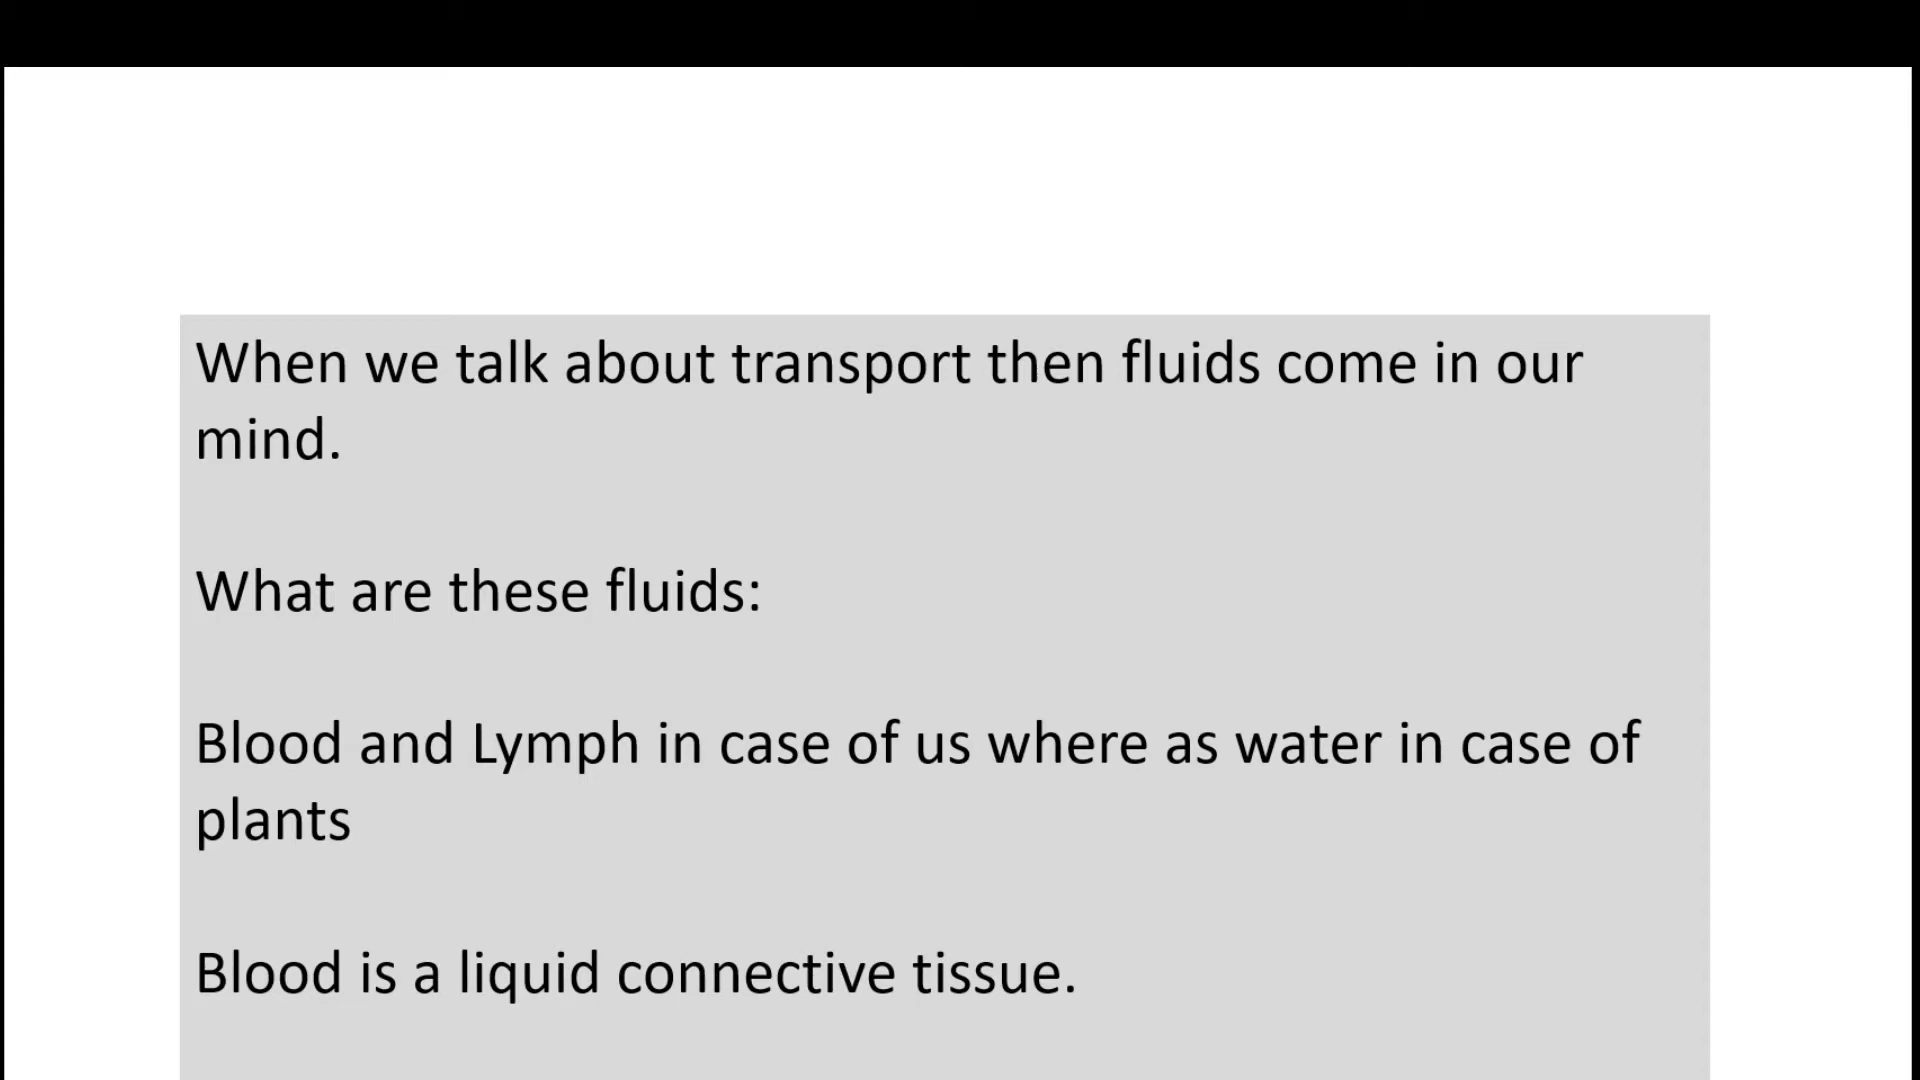 When we talk about transport then fluids come in our
mind.
What are these fluids:
Blood and Lymph in case of us where as water in case of
plants
Blood is a liquid connective tissue.